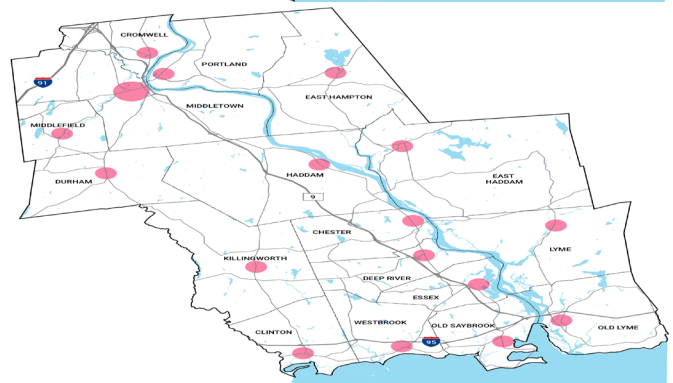 CROMWELL
PORTLAND
91
EAST HAMPTON
MIDDLETOWN
MIDDLEFIELD
DURHAM
HADDAM
EAST
HADDAM
9
CHESTER
LYME
KILLINGWORTH
DEEP RIVER
ESSEX
WESTBROOK
OLD SAYBROOK
OLD LYME
CLINTON
95